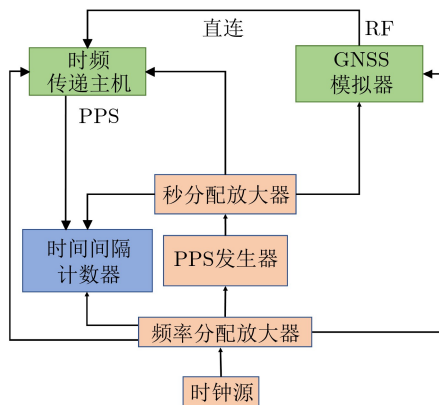 直连
RF
时频
传递主机
GNSS
模拟器
PPS
秒分配放大器
时间间隔
计数器
PPS发生器
频率分配放大器
时钟源